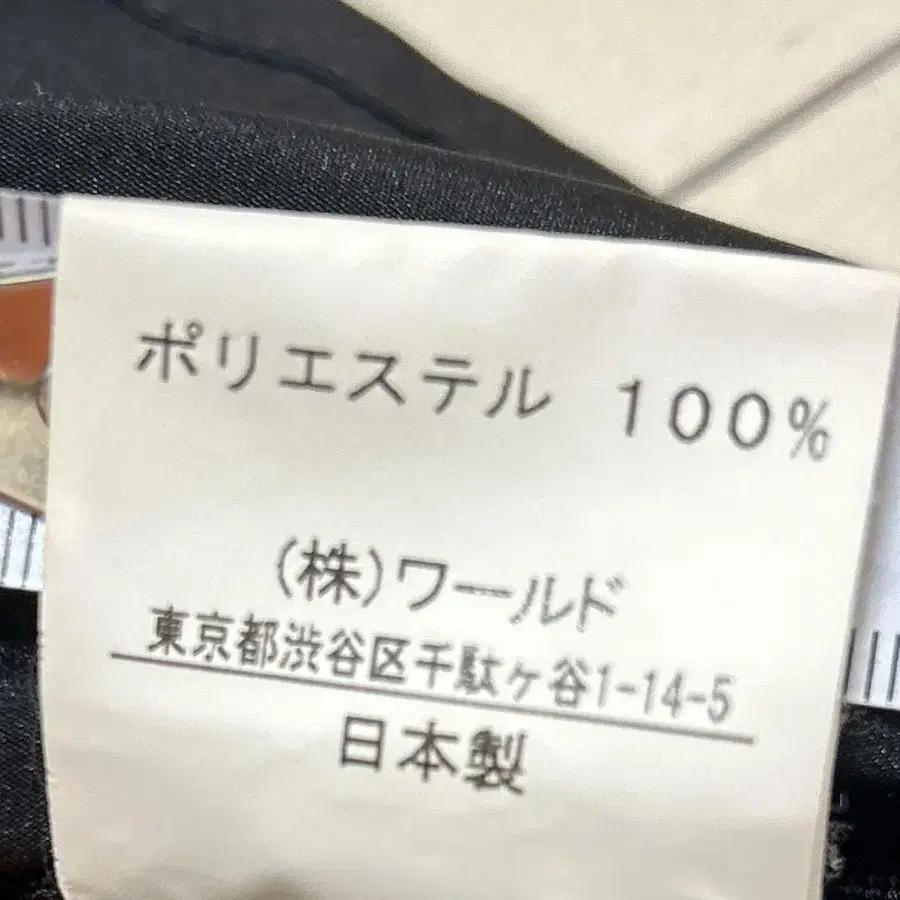 ポリエステル 100%
(株)ワールド
東京都渋谷区千駄ヶ谷1-14-5
日本製